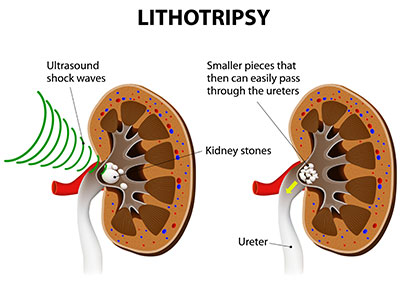 LITHOTRIPSY
Ultrasound
shock waves
Smaller pieces that
then can easily pass
through the ureters
Kidney stones
Ureter